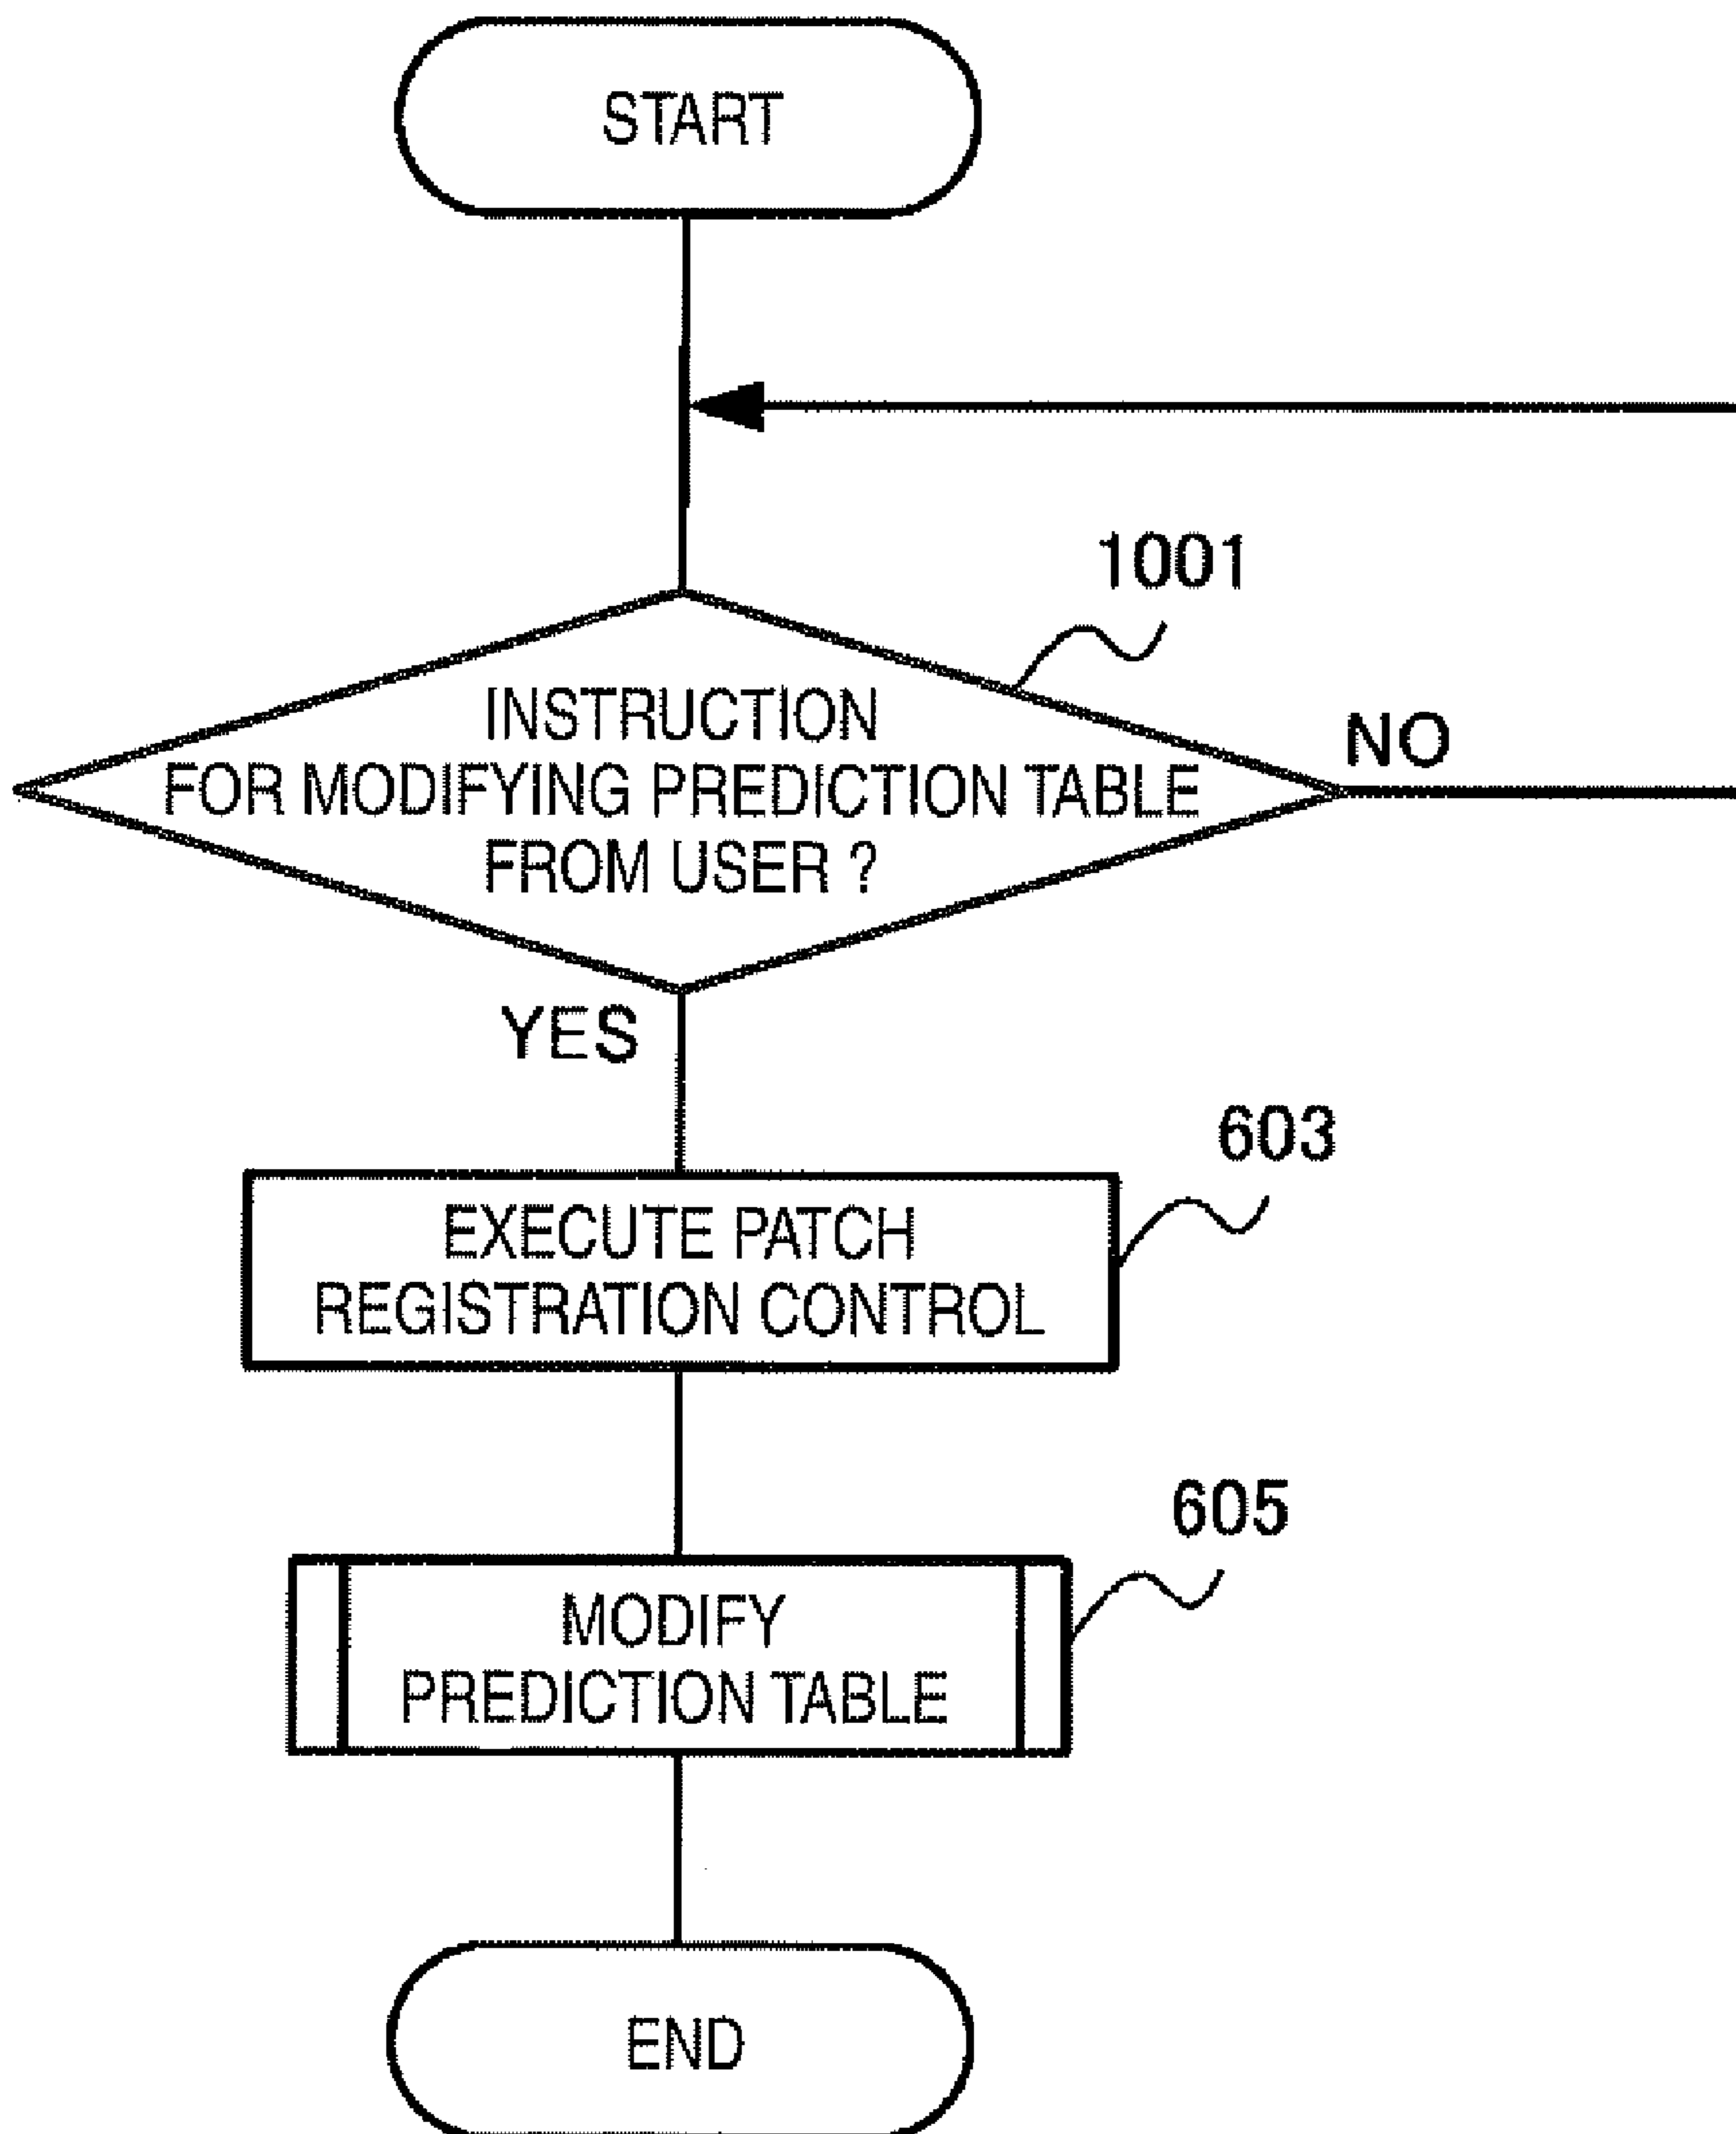 START
1001
INSTRUCTION
FOR MODIFYING PREDICTION TABLE
FROM USER ?
NO
YES
603
EXECUTE PATCH
REGISTRATION CONTROL
605
MODIFY
PREDICTION TABLE
END